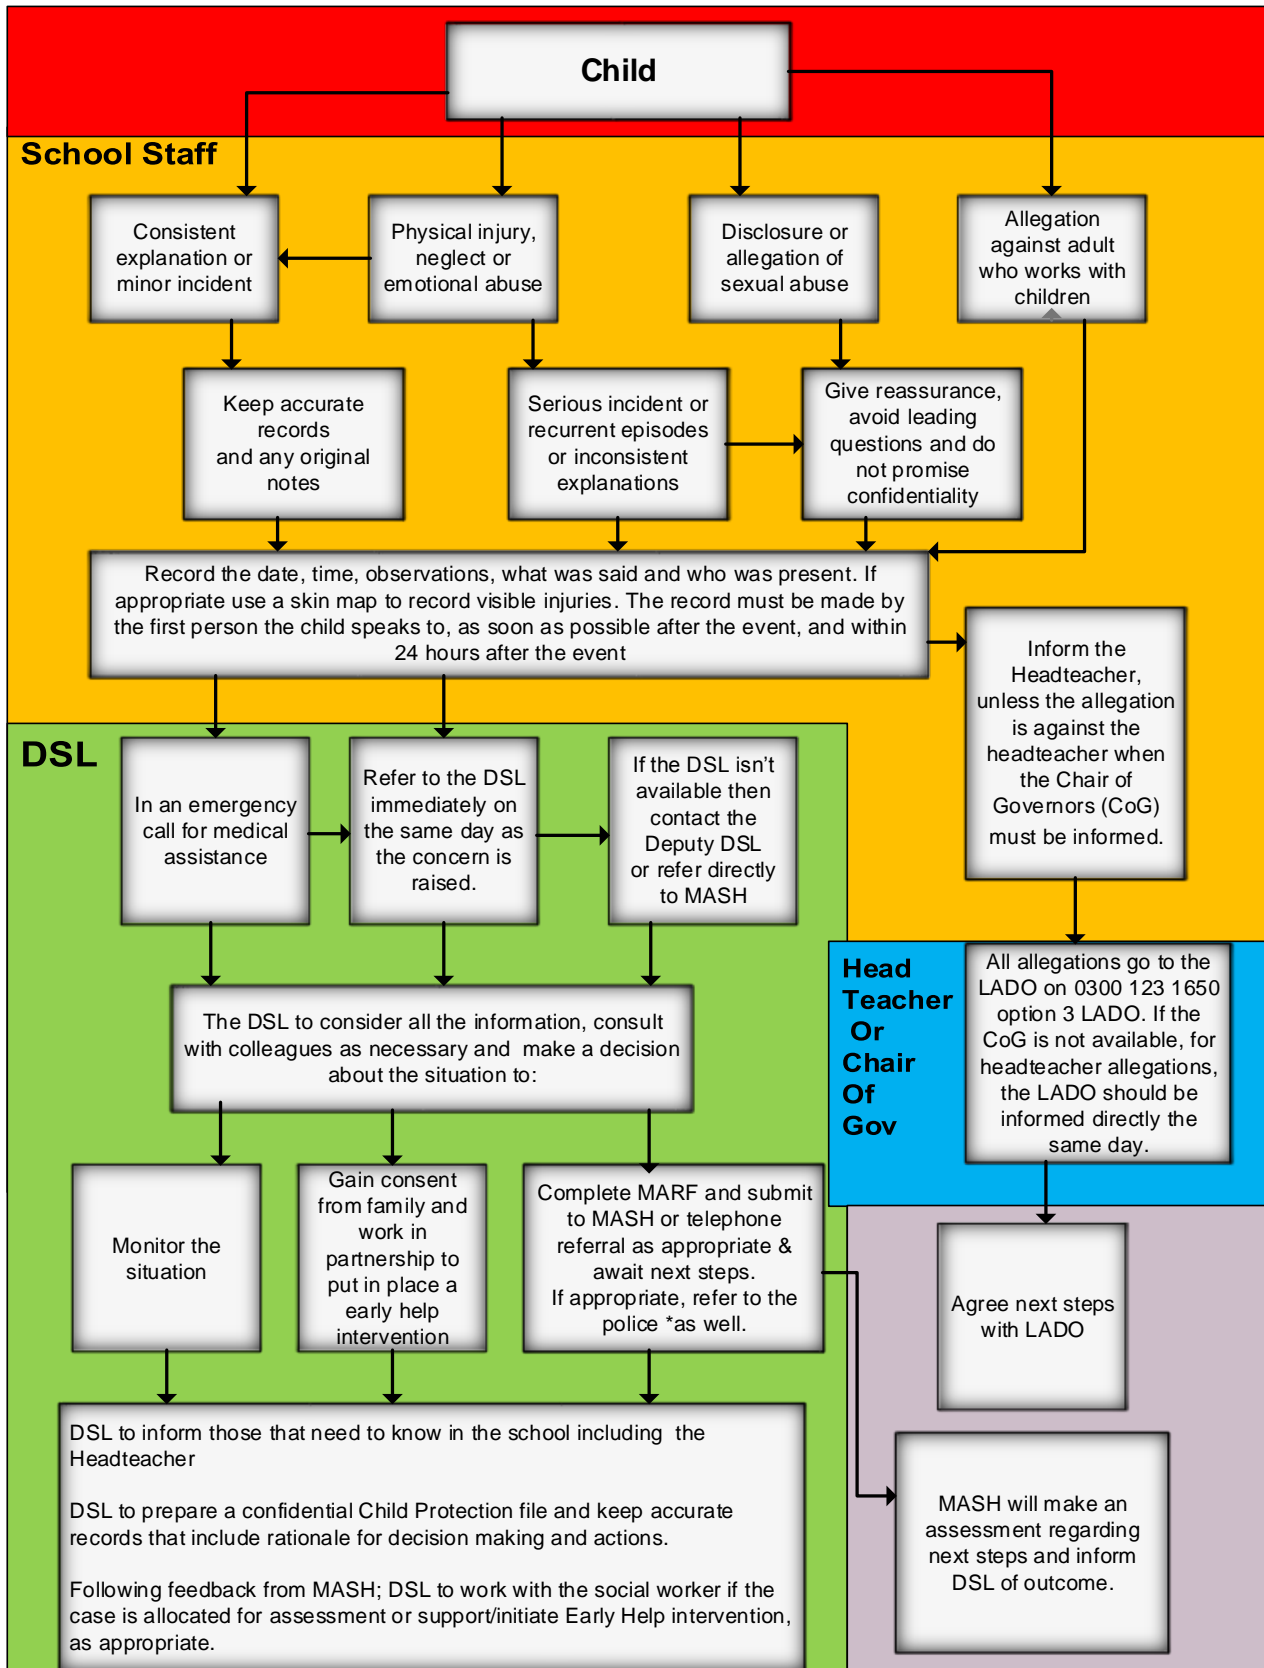 Child
School Staff
Consistent
explanation or
minor incident
Physical injury,
neglect or
emotional abuse
Disclosure or
allegation of
sexual abuse
Allegation
against adult
who works with
children
Keep accurate
records
and any original
notes
Serious incident or
recurrent episodes
or inconsistent
explanations
Give reassurance,
avoid leading
questions and do
not promise
confidentiality
Record the date, time, observations, what was said and who was present. If
appropriate use a skin map to record visible injuries. The record must be made by
the first person the child speaks to, as soon as possible after the event, and within
24 hours after the event
Inform the
Headteacher,
unless the allegation
is against the
headteacher when
the Chair of
Governors (CoG)
must be informed.
DSL
In an emergency
call for medical
assistance
Refer to the DSL
immediately on
the same day as
the concern is
raised.
If the DSL isn't
available then
contact the
Deputy DSL
or refer directly
to MASH
Head
Teacher
Or
Chair
Of
Gov
All allegations go to the
LADO on 0300 123 1650
option 3 LADO. If the
CoG is not available, for
headteacher allegations,
the LADO should be
informed directly the
same day.
The DSL to consider all the information, consult
with colleagues as necessary and make a decision
about the situation to:
Monitor the
situation
Gain consent
from family and
work in
partnership to
put in place a
early help
intervention
Complete MARF and submit
to MASH or telephone
referral as appropriate &
await next steps.
If appropriate, refer to the
police *as well.
Agree next steps
with LADO
DSL to inform those that need to know in the school including the
Headteacher
DSL to prepare a confidential Child Protection file and keep accurate
records that include rationale for decision making and actions.
Following feedback from MASH; DSL to work with the social worker if the
case is allocated for assessment or support/initiate Early Help intervention,
as appropriate.
MASH will make an
assessment regarding
next steps and inform
DSL of outcome.